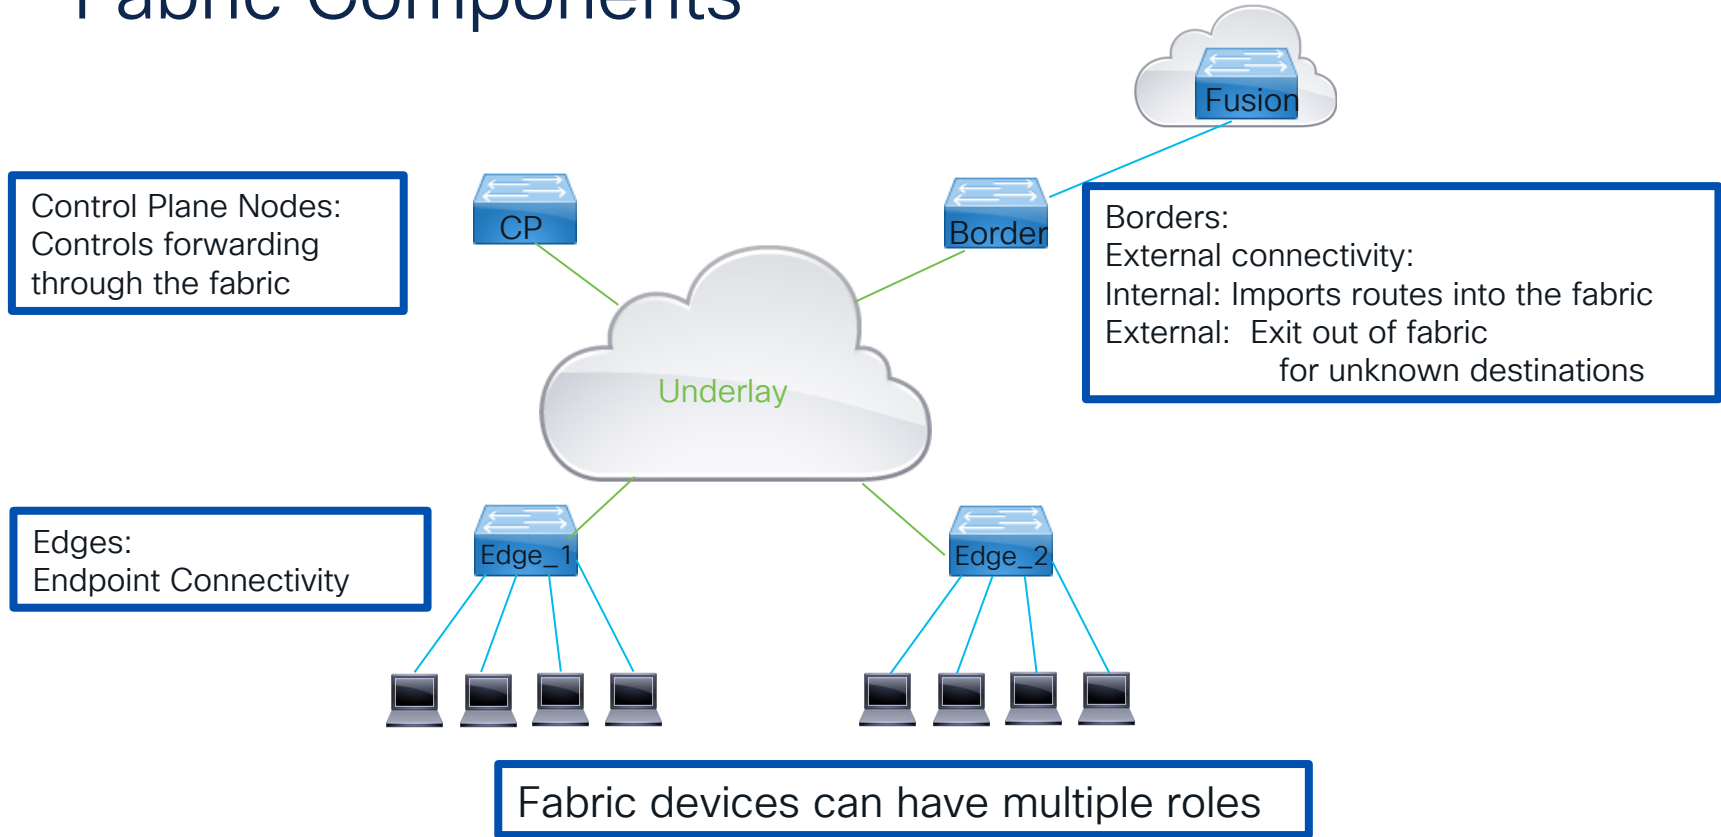 Fabric Components
Fusion
Control Plane Nodes:
Controls forwarding
through the fabric
CP
Border
Borders:
External connectivity:
Internal: Imports routes into the fabric
External: Exit out of fabric
for unknown destinations
Underlay
Edges:
Endpoint Connectivity
Edge_1
Edge_2
Fabric devices can have multiple roles